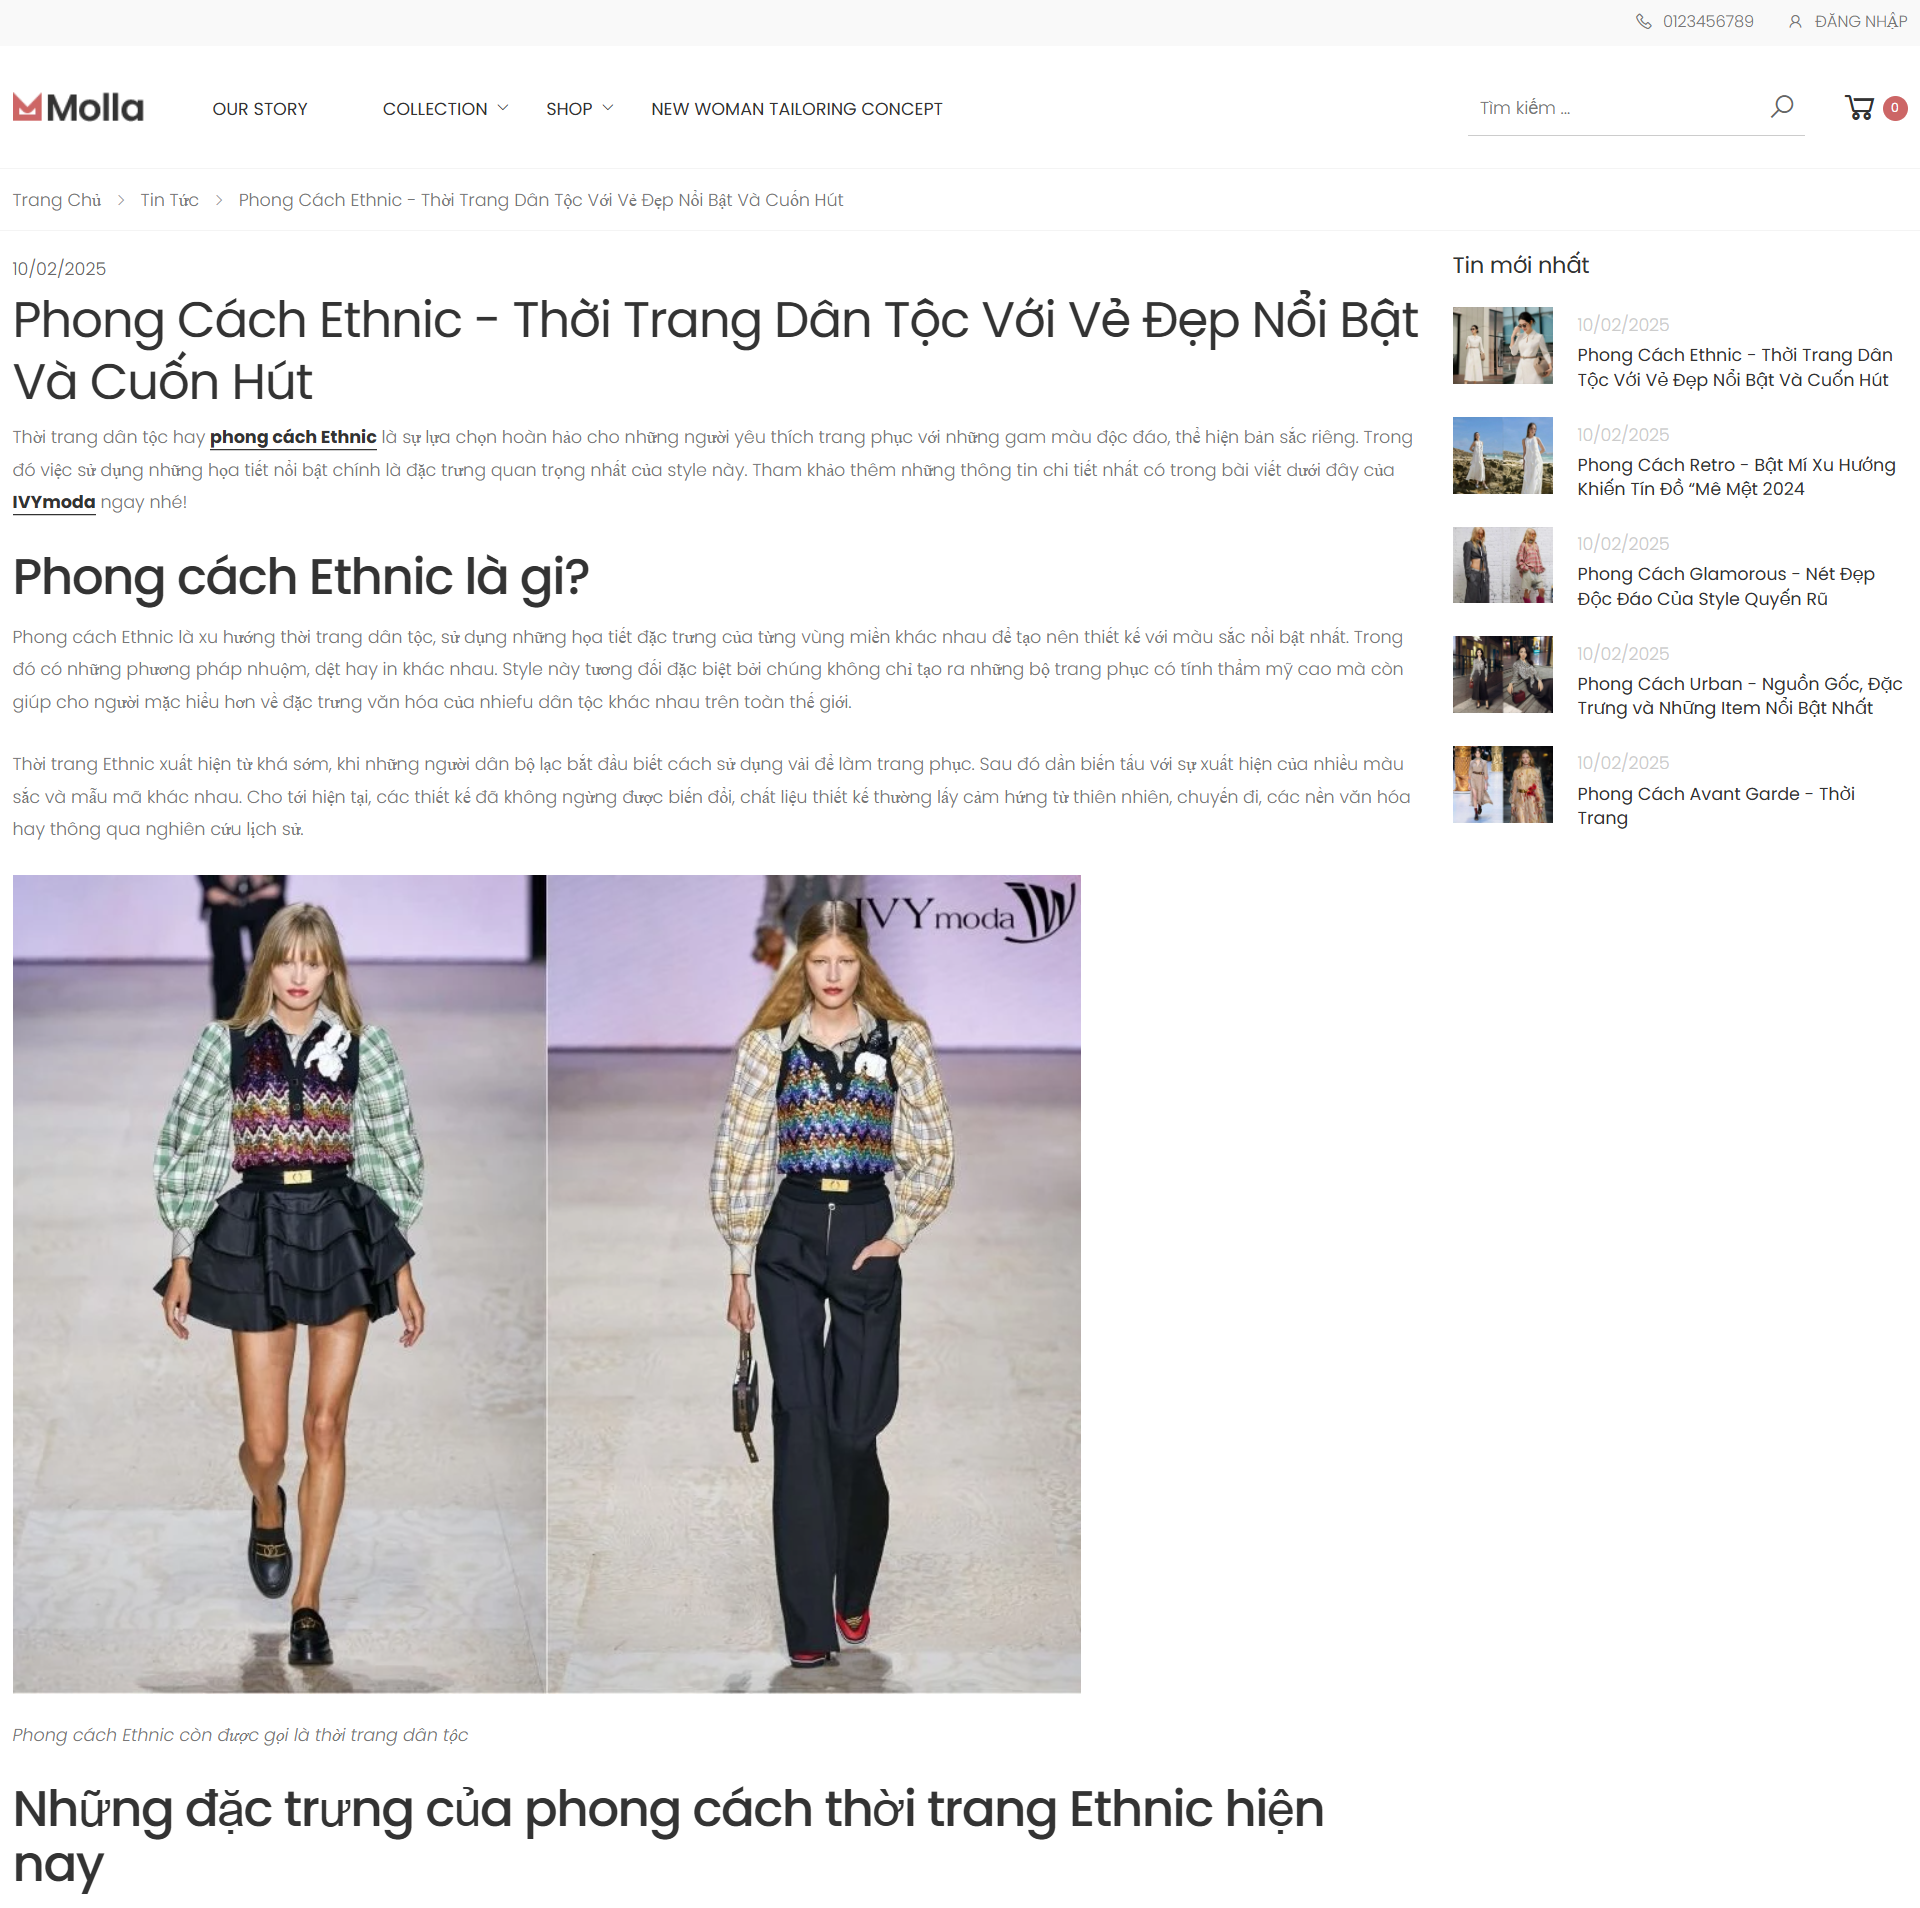 0123456789 ĐĂNG NHẬP
Molla OUR STORY COLLECTION SHOP NEW WOMAN TAILORING CONCEPT Tìm kiếm ... 0
Trang Chủ Tin Tức Phong Cách Ethnic - Thời Trang Dân Tộc Với Vẻ Đẹp Nổi Bật Và Cuốn Hút
10/02/2025
Phong Cách Ethnic - Thời Trang Dân Tộc Với Vẻ Đẹp Nổi Bật
Và Cuốn Hút
Thời trang dân tộc hay phong cách Ethnic là sự lựa chọn hoàn hảo cho những người yêu thích trang phục với những gam màu độc đáo, thể hiện bản sắc riêng. Trong
đó việc sử dụng những họa tiết nổi bật chính là đặc trưng quan trọng nhất của style này. Tham khảo thêm những thông tin chi tiết nhất có trong bài viết dưới đây của
IVYmoda ngay nhé!
Phong cách Ethnic là gi?
Phong cách Ethnic là xu hướng thời trang dân tộc, sử dụng những họa tiết đặc trưng của từng vùng miền khác nhau để tạo nên thiết kế với màu sắc nổi bật nhất. Trong
đó có những phương pháp nhuộm, dệt hay in khác nhau. Style này tương đối đặc biệt bởi chúng không chỉ tạo ra những bộ trang phục có tính thẩm mỹ cao mà còn
giúp cho người mặc hiểu hơn về đặc trưng văn hóa của nhiefu dân tộc khác nhau trên toàn thế giới.
Thời trang Ethnic xuất hiện từ khá sớm, khi những người dân bộ lạc bắt đầu biết cách sử dụng vải để làm trang phục. Sau đó dần biến tấu với sự xuất hiện của nhiều màu
sắc và mẫu mã khác nhau. Cho tới hiện tại, các thiết kế đã không ngừng được biến đổi, chất liệu thiết kế thường lấy cảm hứng từ thiên nhiên, chuyến đi, các nền văn hóa
hay thông qua nghiên cứu lịch sử.
IVY moda
Phong cách Ethnic còn được gọi là thời trang dân tộc
Những đặc trưng của phong cách thời trang Ethnic hiện
nay
Tin mới nhất
10/02/2025
Phong Cách Ethnic - Thời Trang Dân
Tộc Với Vẻ Đẹp Nổi Bật Và Cuốn Hút
10/02/2025
Phong Cách Retro - Bật Mí Xu Hướng
Khiến Tín Đồ “Mê Mệt 2024
10/02/2025
Phong Cách Glamorous - Nét Đẹp
Độc Đáo Của Style Quyến Rũ
10/02/2025
Phong Cách Urban - Nguồn Gốc, Đặc
Trưng và Những Item Nổi Bật Nhất
10/02/2025
Phong Cách Avant Garde - Thời
Trang